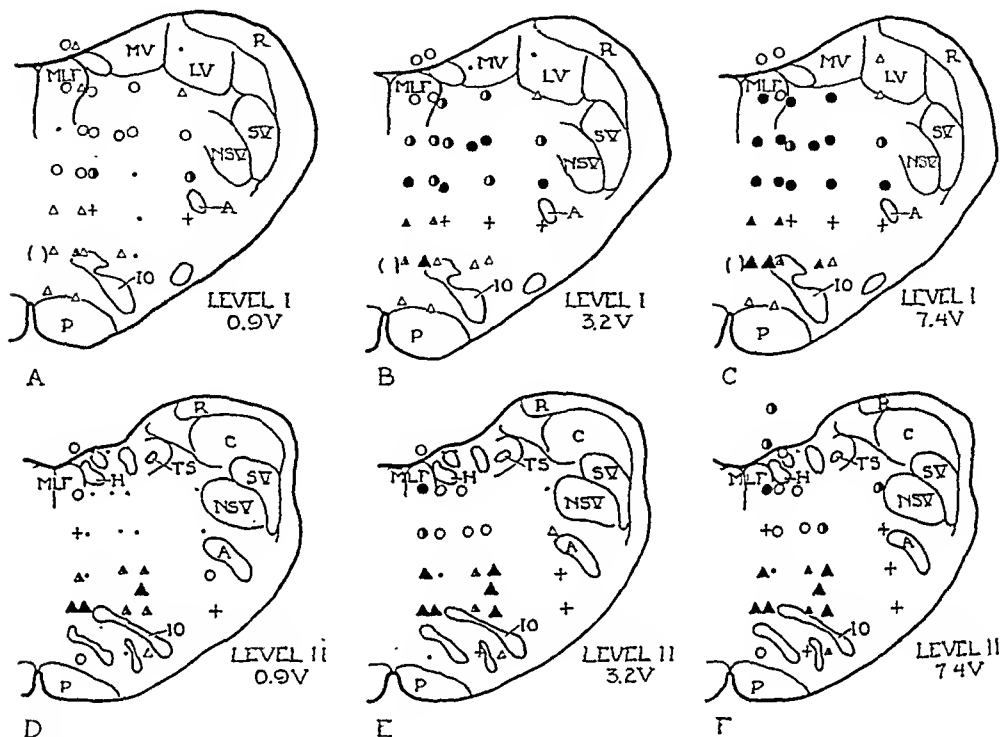 R
MV
MLF
LV
SV
NSV
A
IO
P
LEVEL I
0.9V
A
R
MV
MLF
LV
SV
NSV
A
IO
P
LEVEL I
3.2V
B
R
MV
MLF
LV
SV
NSV
A
IO
P
LEVEL I
7.4V
C
R
C
TS
MLF
H
SV
NSV
A
IO
P
LEVEL II
0.9V
D
R
C
TS
MLF
H
SV
NSV
A
IO
P
LEVEL II
3.2V
E
R
C
TS
MLF
H
SV
NSV
A
IO
P
LEVEL II
7.4V
F